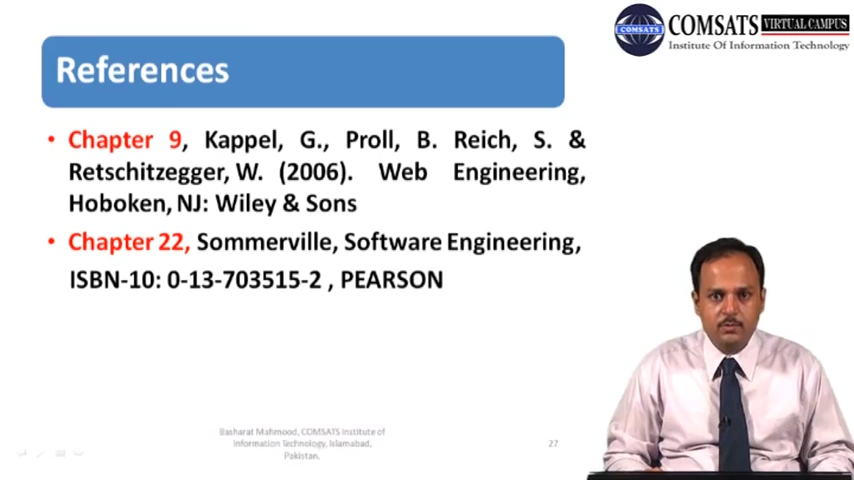 COMSATS VIRTUAL CAMPUS
COMSATS
Institute Of Information Technology
References
• Chapter 9, Kappel, G., Proll, B. Reich, S. &
Retschitzegger, W. (2006). Web Engineering,
Hoboken, NJ: Wiley & Sons
• Chapter 22, Sommerville, Software Engineering,
ISBN-10: 0-13-703515-2 , PEARSON
Basharat Mahmood, COMSATS Institute of
Information Technology, Islamabad,
Pakistan.
27